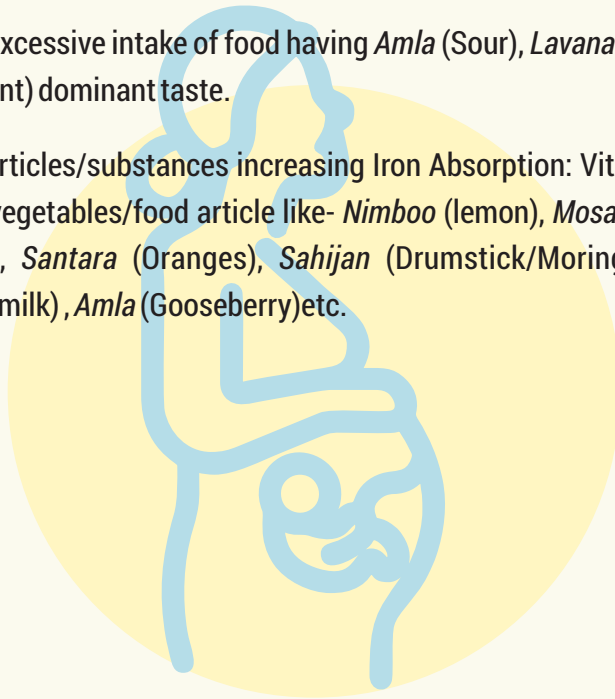 xcessive intake of food having Amla (Sour), Lavana
nt) dominant taste.
rticles/substances increasing Iron Absorption: Vit
vegetables/food article like- Nimboo (lemon), Mosa
, Santara (Oranges), Sahijan (Drumstick/Moring
milk) , Amla (Gooseberry)etc.